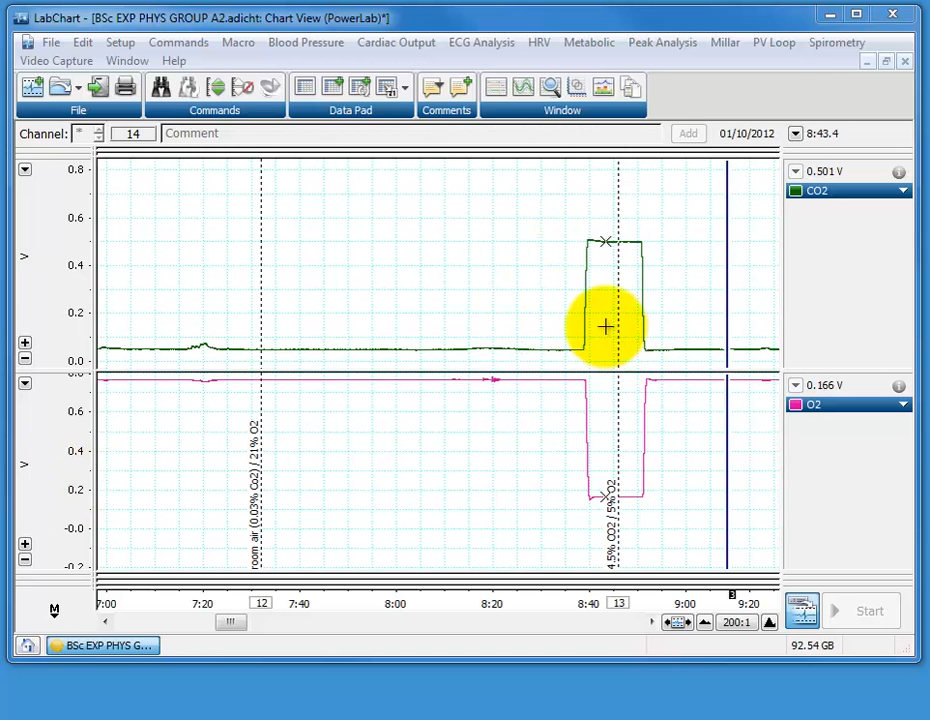 LabChart - [BSc EXP PHYS GROUP A2.adicht: Chart View (PowerLab)*]
File Edit Setup Commands Macro Blood Pressure Cardiac Output ECG Analysis HRV Metabolic Peak Analysis Millar PV Loop Spirometry
Video Capture Window Help
File Commands Data Pad Comments Window
Channel: * 14 Comment Add 01/10/2012 8:43.4
0.8
0.6
0.4
0.2
0.0
V
0.501 V
CO2
0.8
0.6
0.4
0.2
-0.0
-0.2
V
0.166 V
O2
room air (0.03% Co2) / 21% O2
4.5% CO2 / 5% O2
M
7:00 7:20 12 7:40 8:00 8:20 8:40 13 9:00 3 9:20
200:1 Start
BSc EXP PHYS G... 92.54 GB